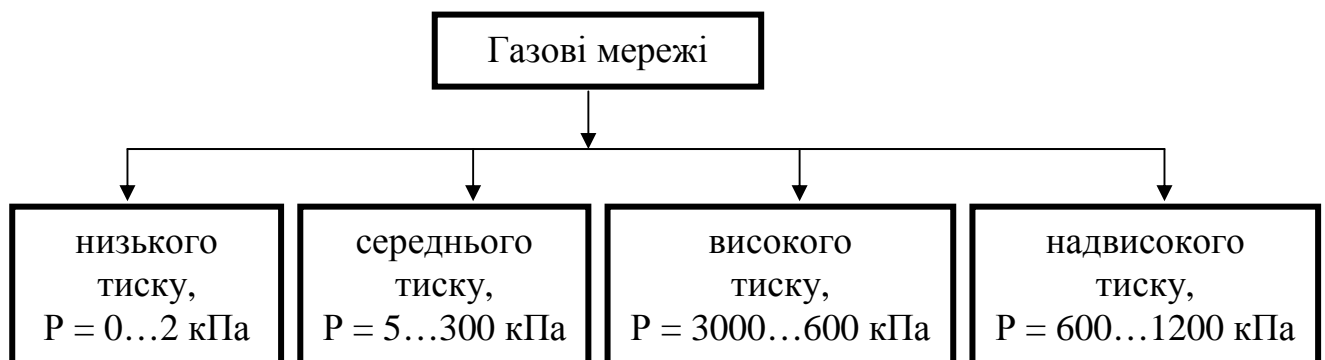 Газові мережі
низького
тиску,
Р = 0…2 кПа
середнього
тиску,
Р = 5…300 кПа
високого
тиску,
Р = 3000…600 кПа
надвисокого
тиску,
Р = 600…1200 кПа